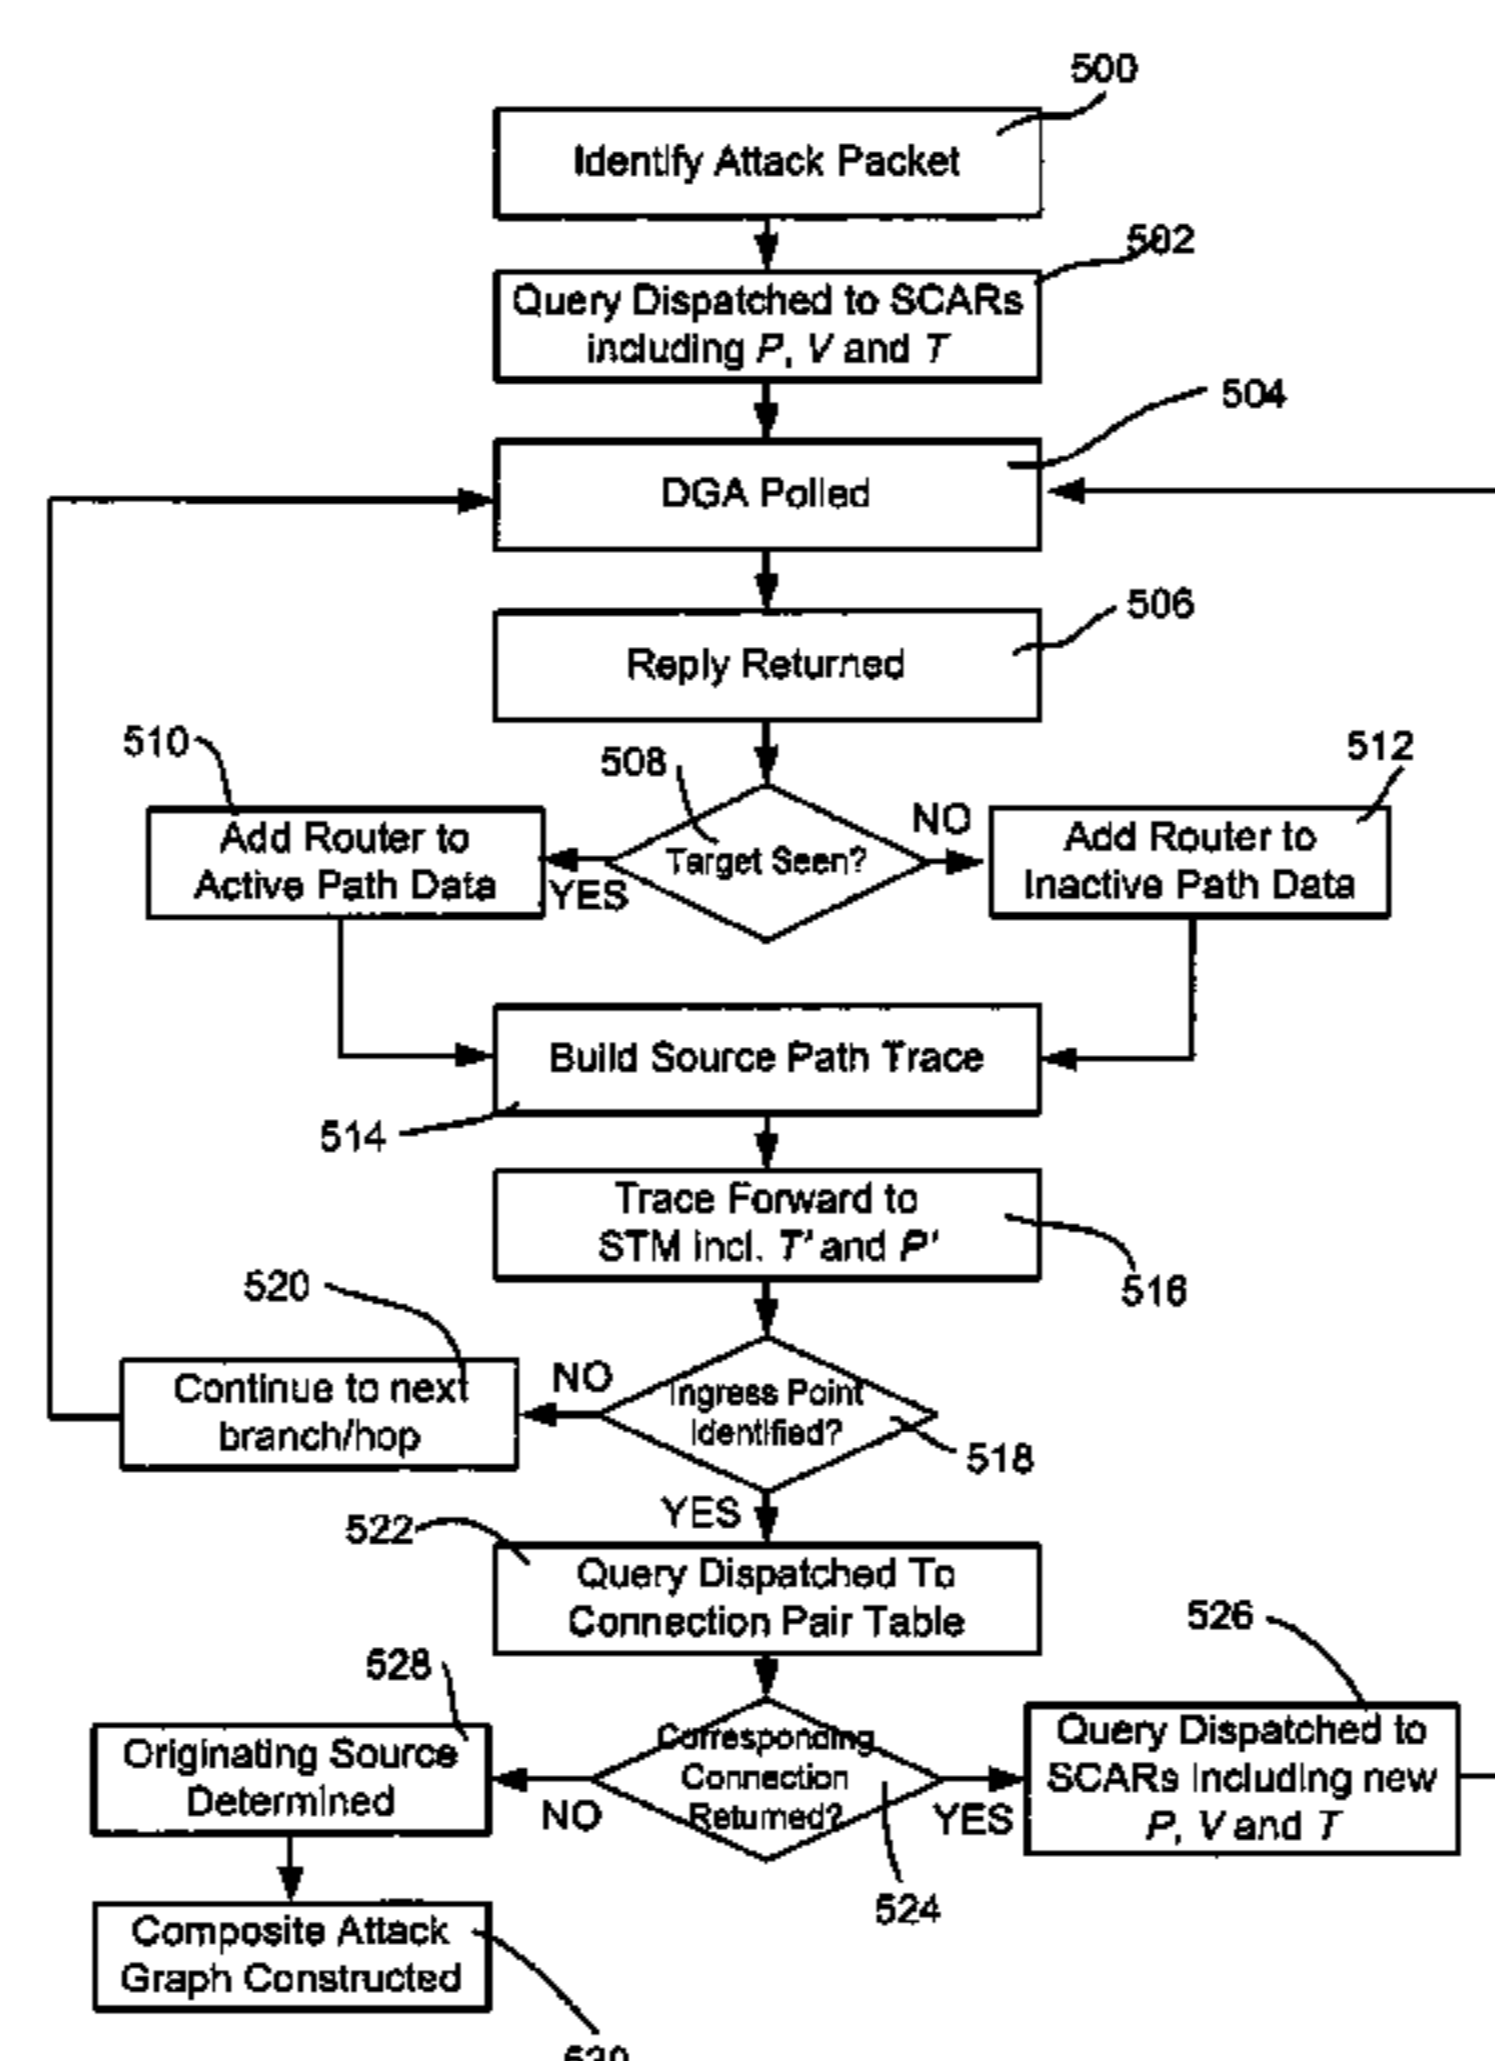 500
Identify Attack Packet
502
Query Dispatched to SCARs
including P, V and T
504
DGA Polled
506
Reply Returned
510
508
512
Add Router to
Active Path Data
YES
Target Seen?
NO
Add Router to
Inactive Path Data
Build Source Path Trace
514
Trace Forward to
STM incl. T' and P'
516
520
Continue to next
branch/hop
NO
Ingress Point
Identified?
518
YES
522
Query Dispatched To
Connection Pair Table
526
528
Originating Source
Determined
NO
Corresponding
Connection
Returned?
YES
Query Dispatched to
SCARs including new
P, V and T
524
Composite Attack
Graph Constructed
530